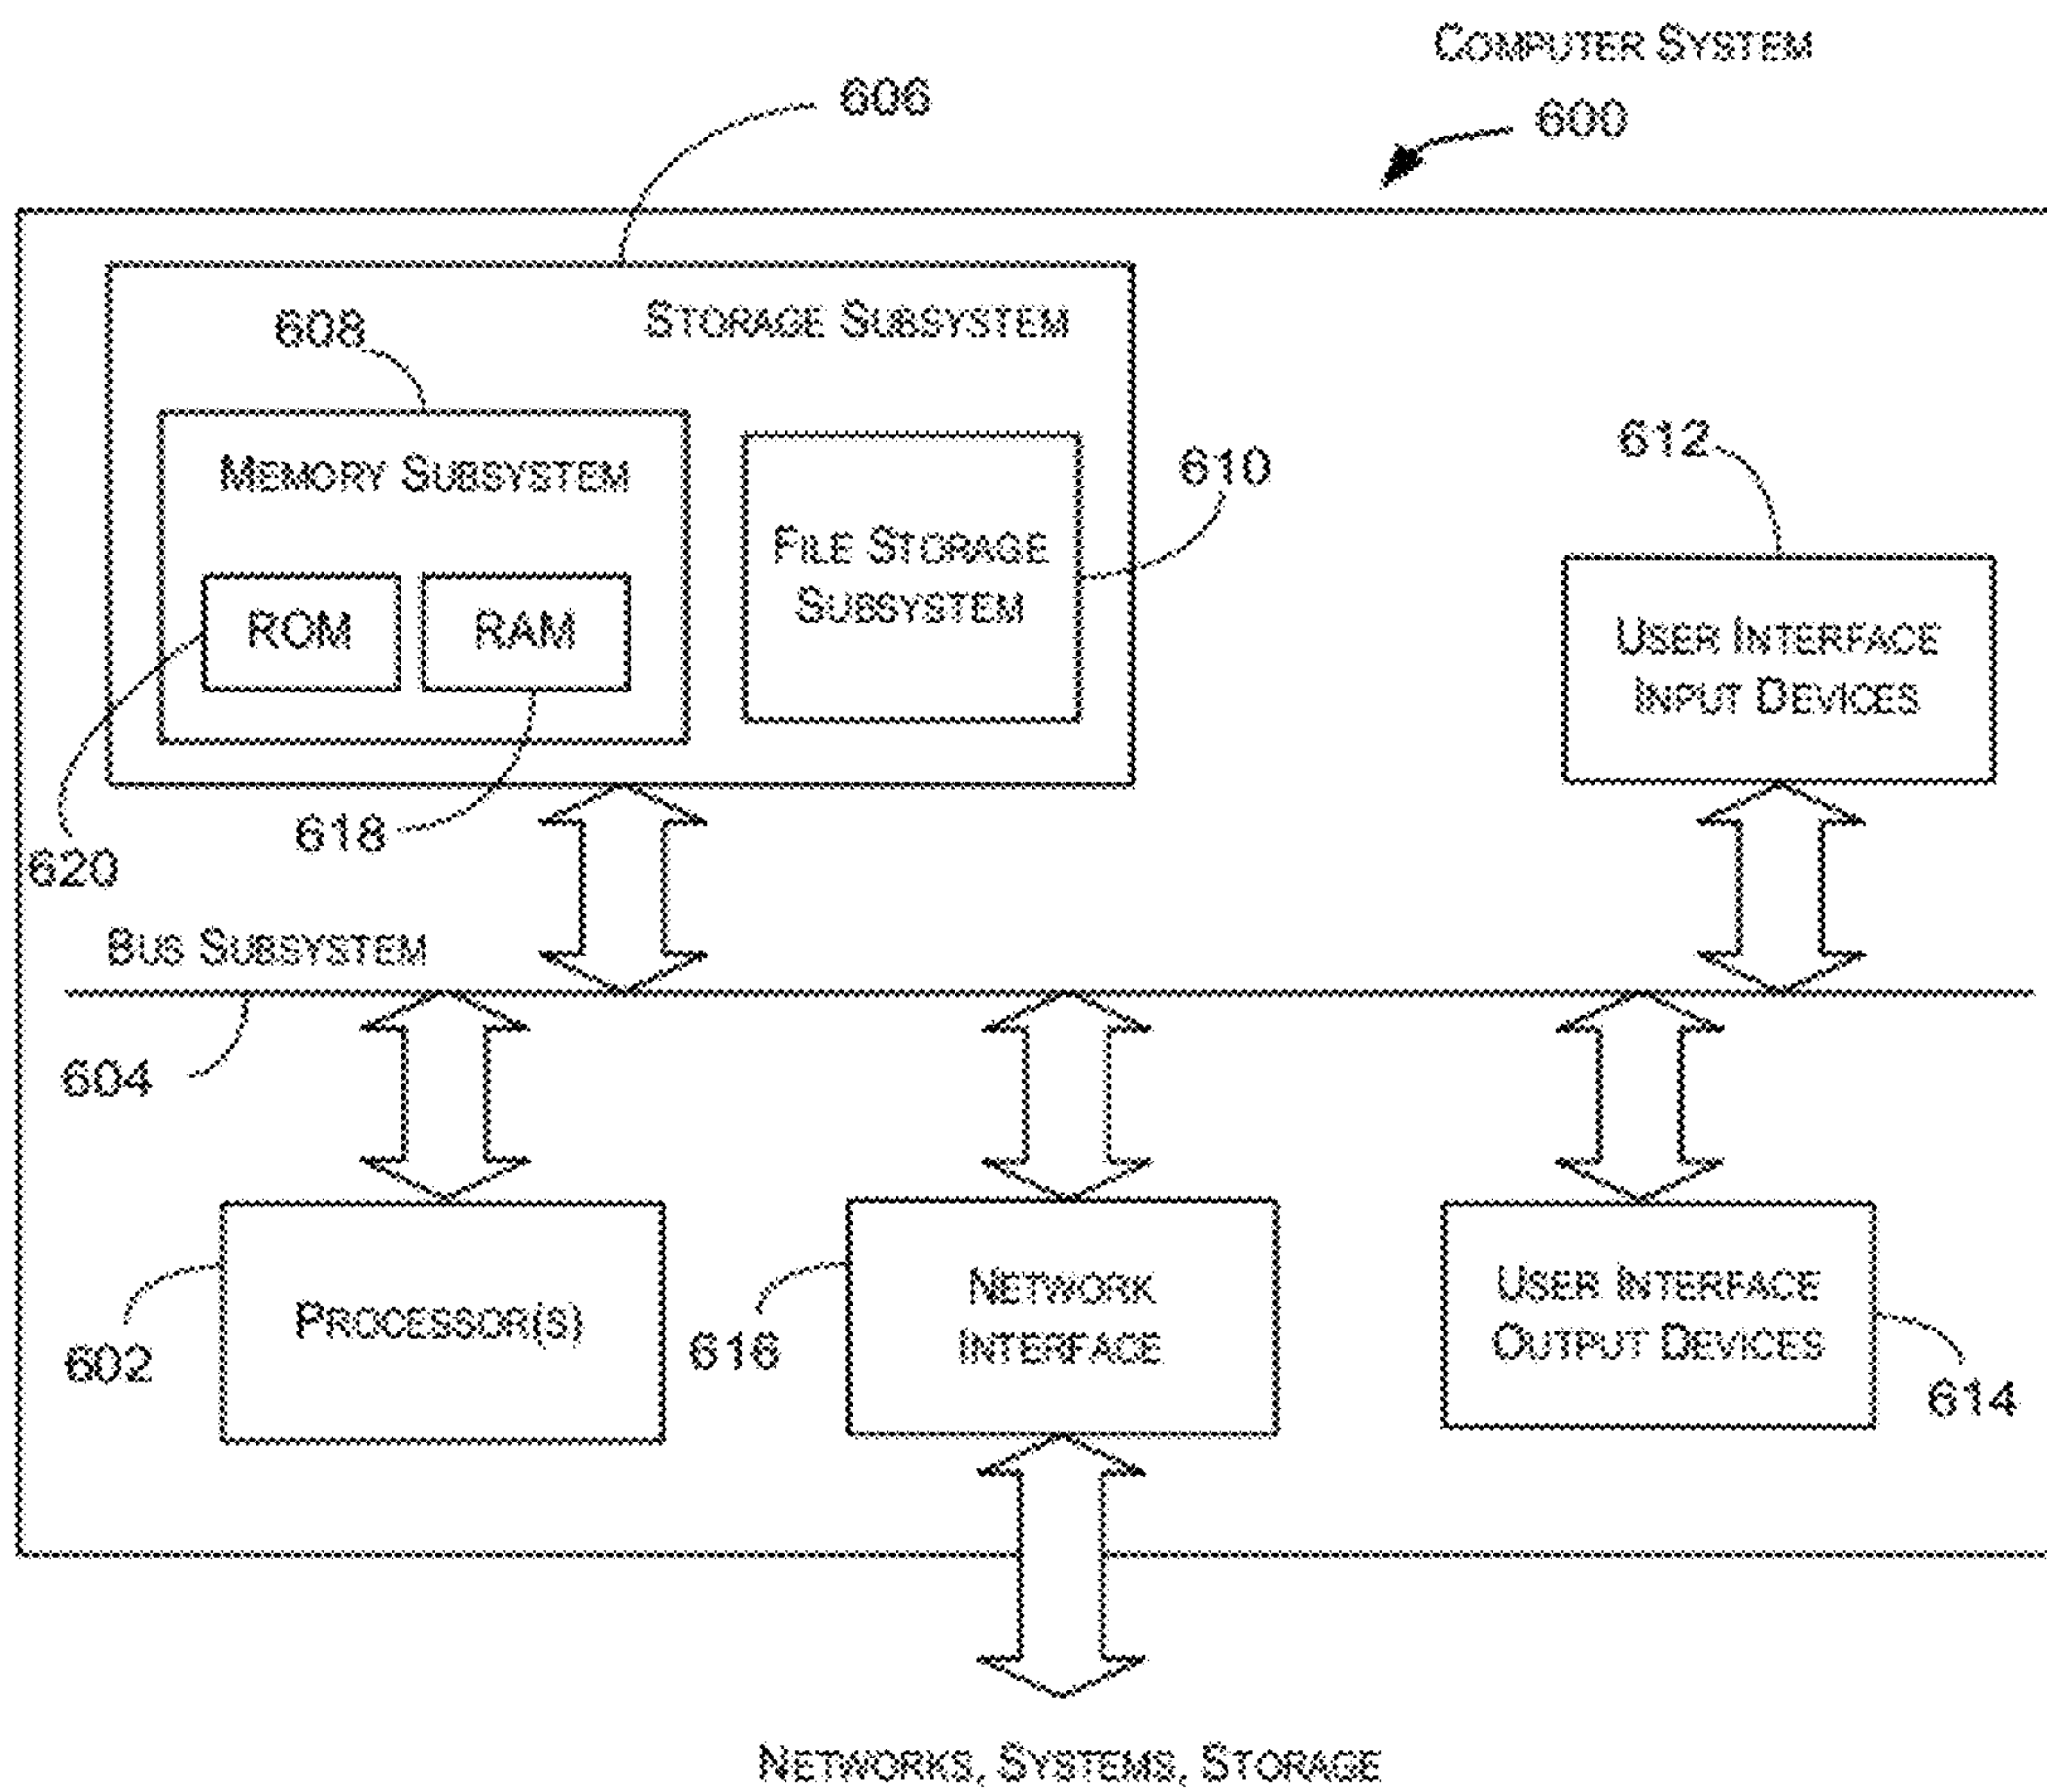 COMPUTER SYSTEM
600
606
STORAGE SUBSYSTEM
608
MEMORY SUBSYSTEM
ROM
RAM
FILE STORAGE
SUBSYSTEM
610
612
USER INTERFACE
INPUT DEVICES
618
620
BUS SUBSYSTEM
604
PROCESSOR(S)
602
NETWORK
INTERFACE
616
USER INTERFACE
OUTPUT DEVICES
614
NETWORKS, SYSTEMS, STORAGE